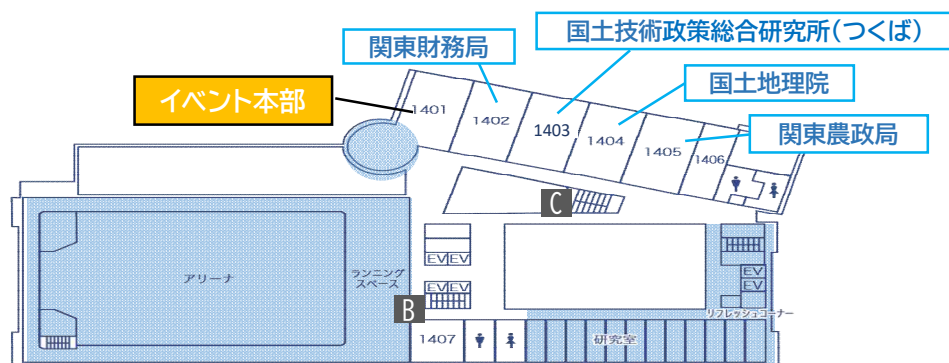 国土技術政策総合研究所（つくば）
関東財務局
国土地理院
イベント本部
関東農政局
1401
1402
1403
1404
1405
1406
C
EV EV
EV
EV
アリーナ
ランニング
スペース
EV EV
B
リフレッシュコーナー
1407
研究室